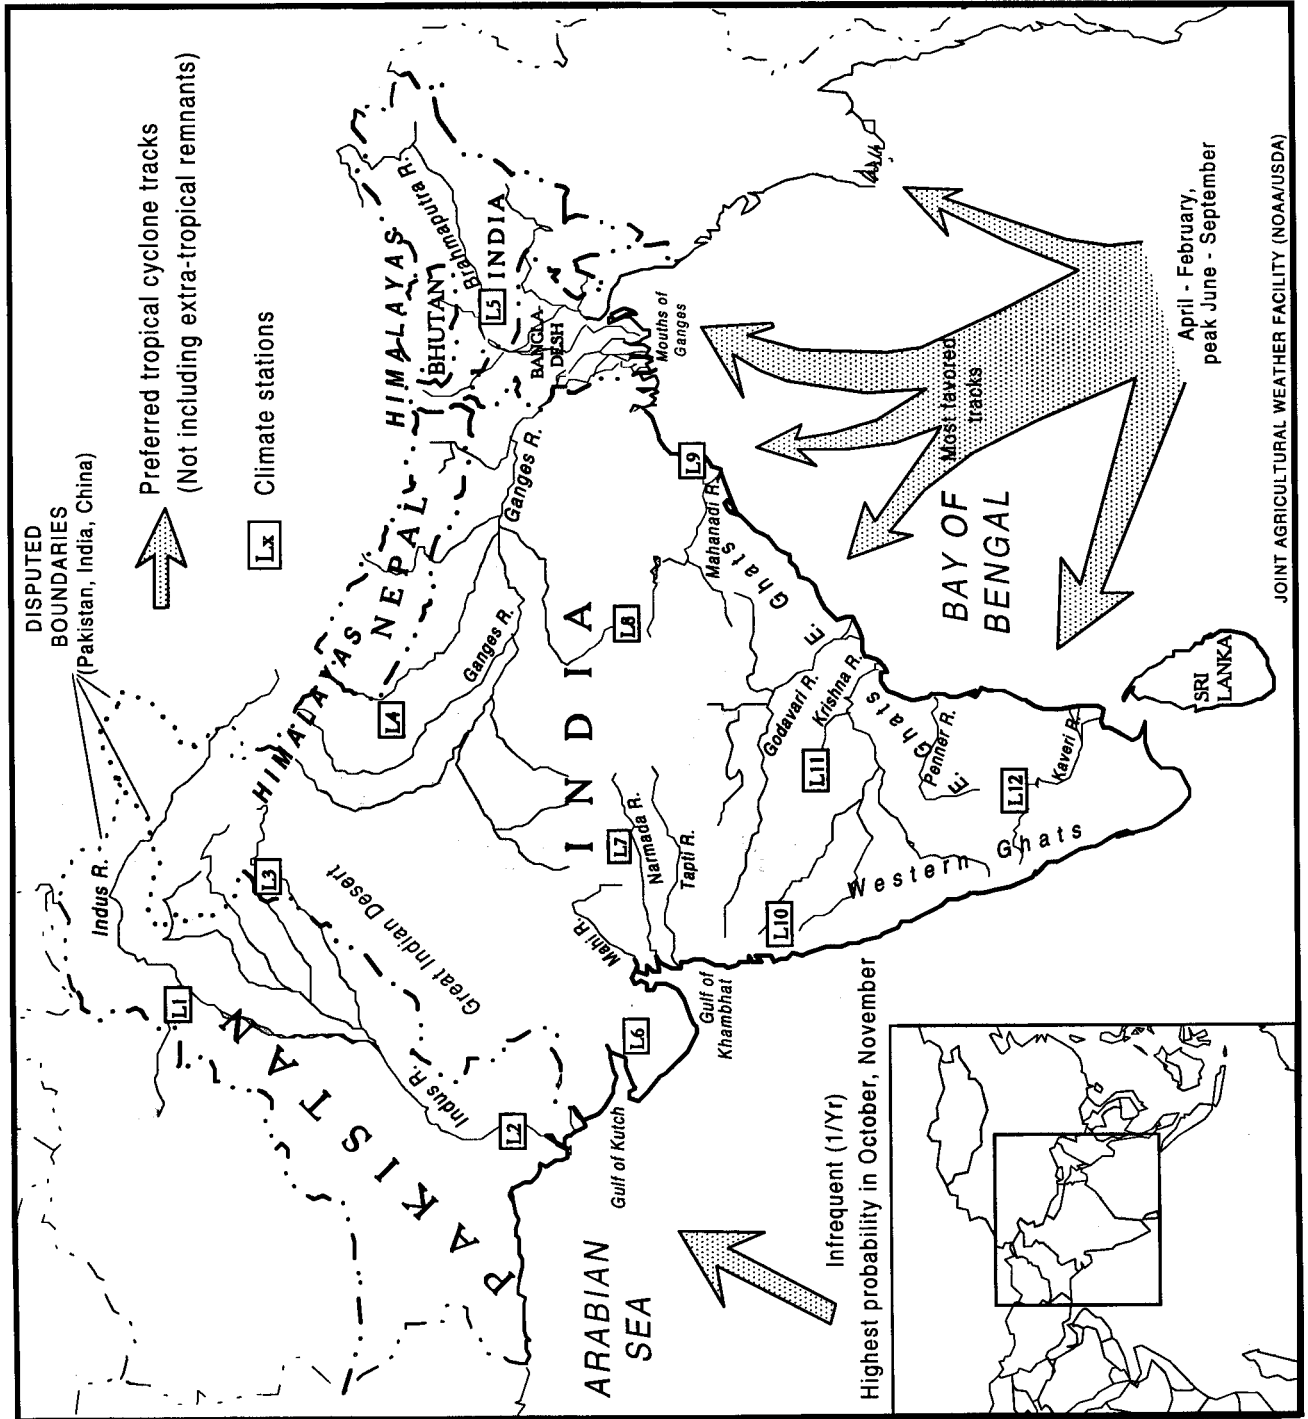 DISPUTED
BOUNDARIES
(Pakistan, India, China)
Preferred tropical cyclone tracks
(Not including extra-tropical remnants)
Lx
Climate stations
Indus R.
HIMALAYAS
HIMALAYAS
NEPAL
BHUTAN
Brahmaputra R.
INDIA
BANGLA-
DESH
L1
L2
L3
L4
L5
L6
L7
L8
L9
L10
L11
L12
PAKISTAN
Indus R.
Great Indian Desert
Ganges R.
Ganges R.
INDIA
Mouths of
Ganges
Mahi R.
Narmada R.
Tapti R.
Mahanadi R.
Godavari R.
Krishna R.
Penner R.
Kaveri R.
E. Ghats
E. Ghats
Western Ghats
Gulf of Kutch
Gulf of
Khambhat
ARABIAN
SEA
BAY OF
BENGAL
SRI
LANKA
Most favored
tracks
April - February,
peak June - September
Infrequent (1/Yr)
Highest probability in October, November
JOINT AGRICULTURAL WEATHER FACILITY (NOAA/USDA)